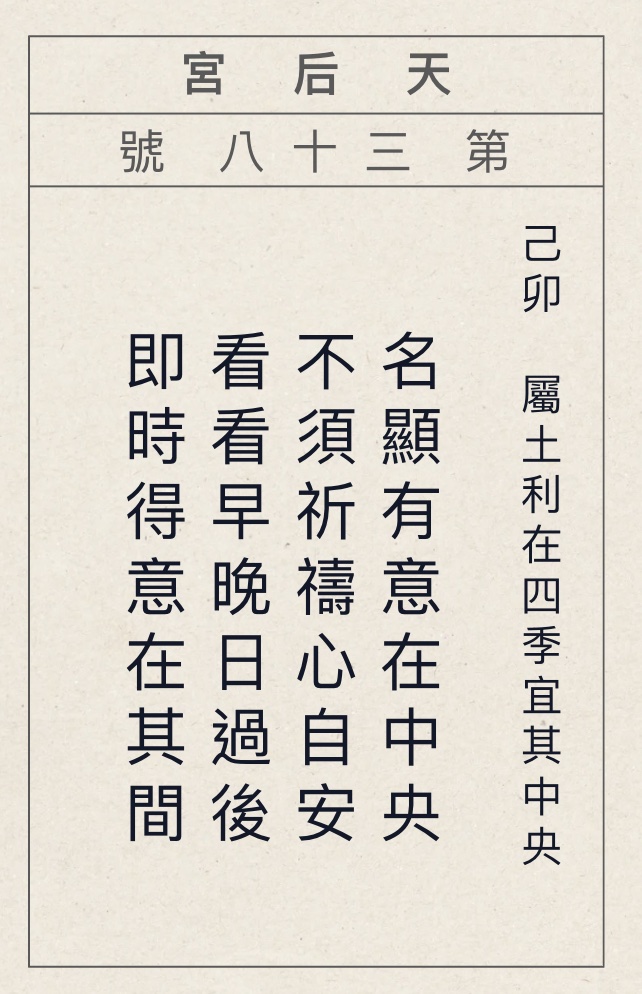 天后宮
第三十八號
己卯 屬土利在四季宜其中央
名顯有意在中央
不須祈禱心自安
看看早晚日過後
即時得意在其間